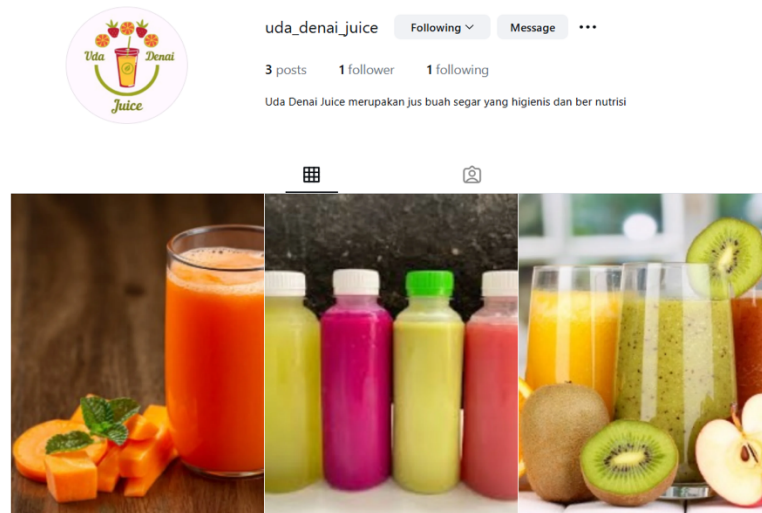 uda_denai_juice Following Message
3 posts 1 follower 1 following
Uda Denai Juice merupakan jus buah segar yang higienis dan ber nutrisi
Uda Denai
Juice